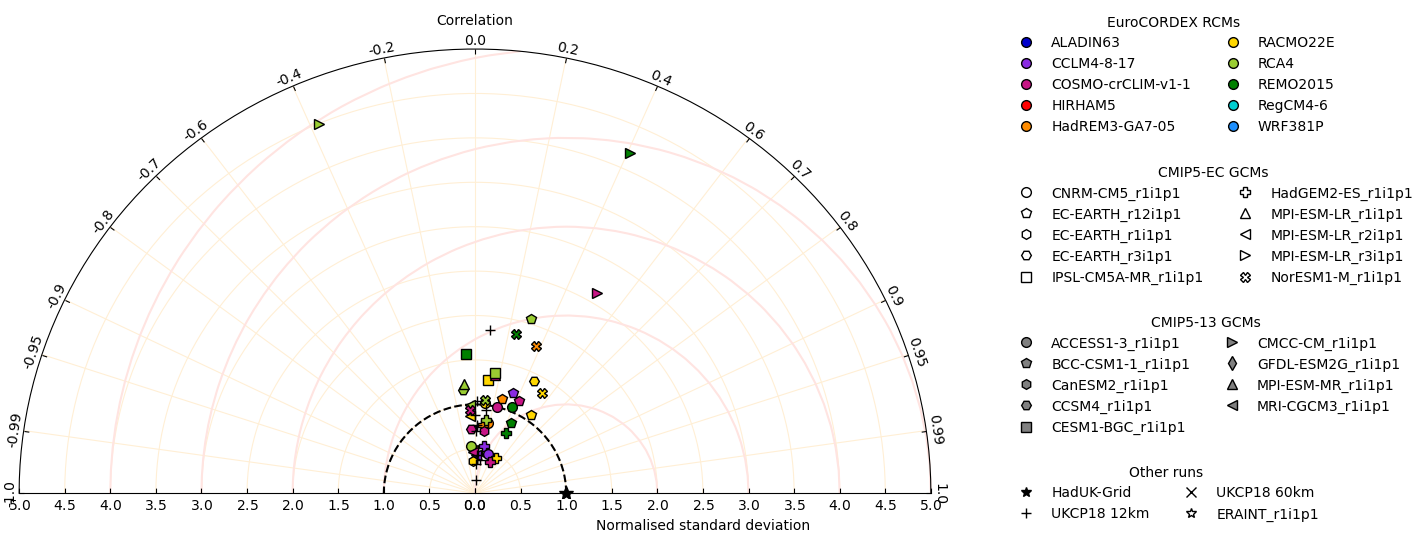 Correlation
0.0
-0.2
0.2
-0.4
0.4
-0.6
0.6
-0.7
0.7
-0.8
0.8
-0.9
0.9
-0.95
0.95
-0.99
0.99
-1.0
1.0
5.0 4.5 4.0 3.5 3.0 2.5 2.0 1.5 1.0 0.5 0.0 0.5 1.0 1.5 2.0 2.5 3.0 3.5 4.0 4.5 5.0
Normalised standard deviation
EuroCORDEX RCMs
ALADIN63 RACMO22E
CCLM4-8-17 RCA4
COSMO-crCLIM-v1-1 REMO2015
HIRHAM5 RegCM4-6
HadREM3-GA7-05 WRF381P
CMIP5-EC GCMs
CNRM-CM5_r1i1p1 HadGEM2-ES_r1i1p1
EC-EARTH_r12i1p1 MPI-ESM-LR_r1i1p1
EC-EARTH_r1i1p1 MPI-ESM-LR_r2i1p1
EC-EARTH_r3i1p1 MPI-ESM-LR_r3i1p1
IPSL-CM5A-MR_r1i1p1 NorESM1-M_r1i1p1
CMIP5-13 GCMs
ACCESS1-3_r1i1p1 CMCC-CM_r1i1p1
BCC-CSM1-1_r1i1p1 GFDL-ESM2G_r1i1p1
CanESM2_r1i1p1 MPI-ESM-MR_r1i1p1
CCSM4_r1i1p1 MRI-CGCM3_r1i1p1
CESM1-BGC_r1i1p1
Other runs
HadUK-Grid UKCP18 60km
UKCP18 12km ERAINT_r1i1p1